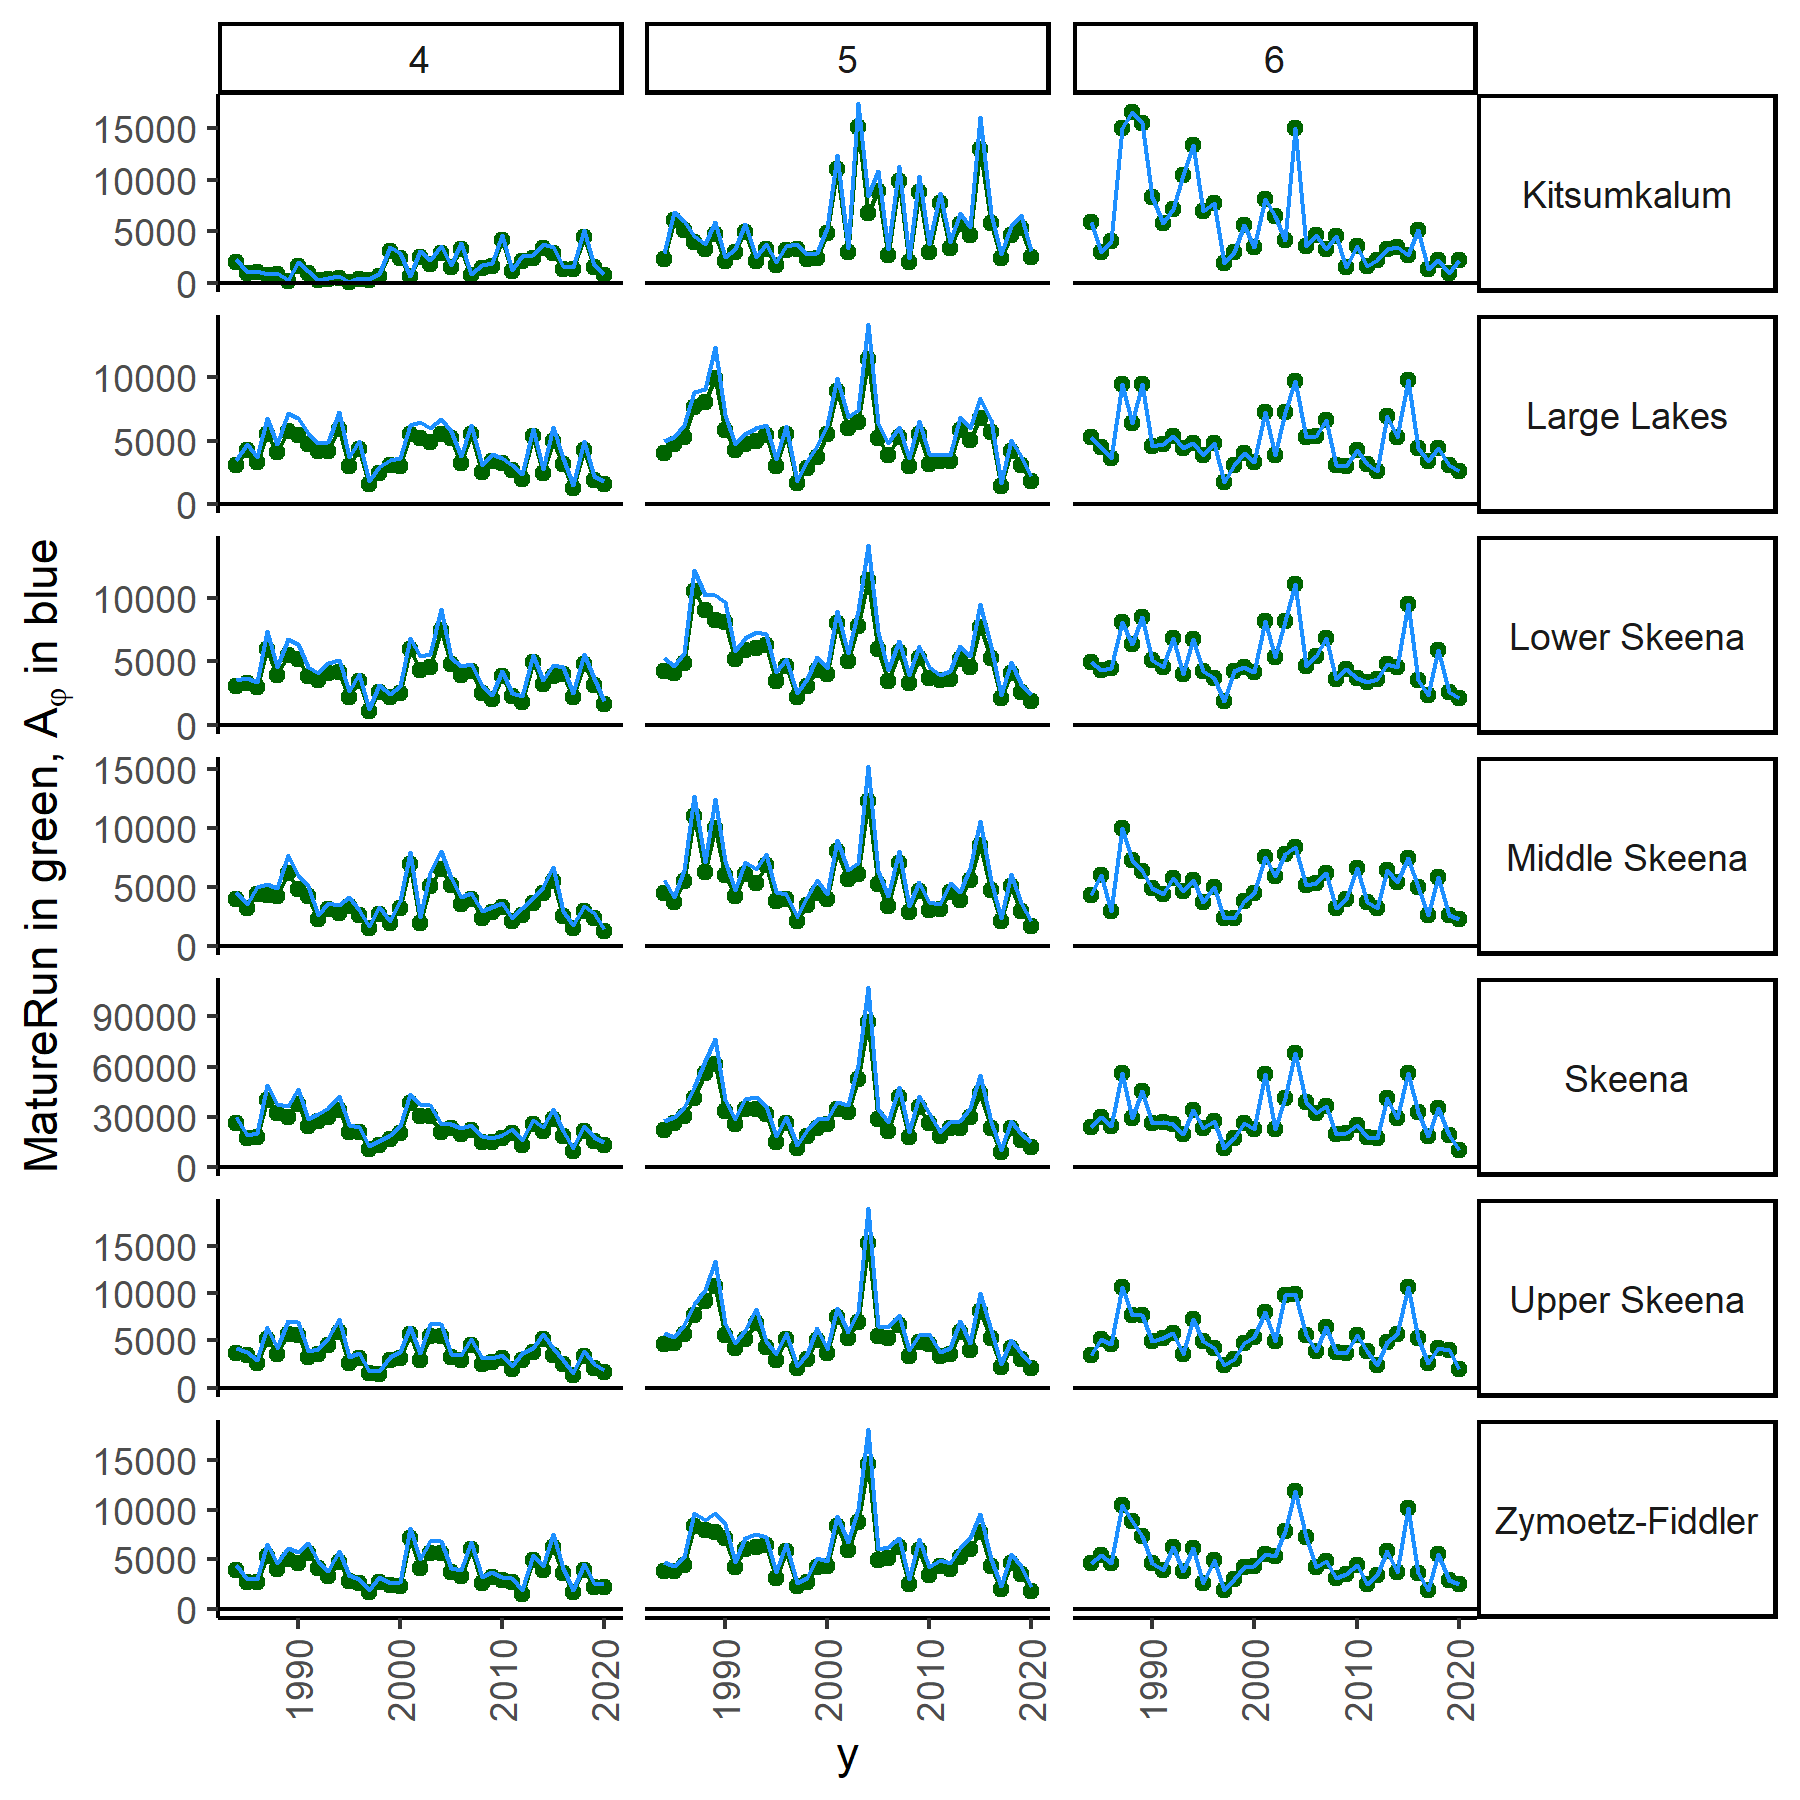 4 5 6
15000
10000
5000
0
Kitsumkalum
10000
5000
0
Large Lakes
10000
5000
0
Lower Skeena
15000
10000
5000
0
Middle Skeena
90000
60000
30000
0
Skeena
15000
10000
5000
0
Upper Skeena
15000
10000
5000
0
Zymoetz-Fiddler
MatureRun in green, Aφ in blue
1990 2000 2010 2020 1990 2000 2010 2020 1990 2000 2010 2020
y